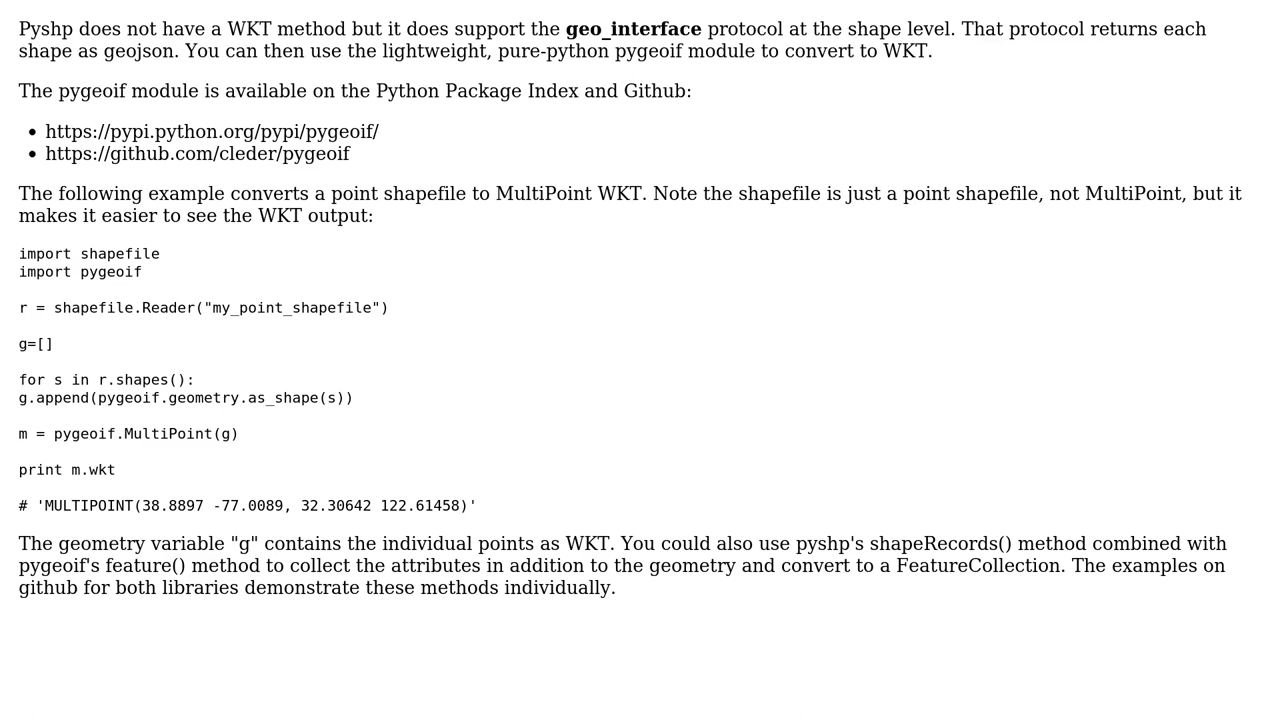 Pyshp does not have a WKT method but it does support the geo_interface protocol at the shape level. That protocol returns each
shape as geojson. You can then use the lightweight, pure-python pygeoif module to convert to WKT.
The pygeoif module is available on the Python Package Index and Github:
• https://pypi.python.org/pypi/pygeoif/
• https://github.com/cleder/pygeoif
The following example converts a point shapefile to MultiPoint WKT. Note the shapefile is just a point shapefile, not MultiPoint, but it
makes it easier to see the WKT output:
import shapefile
import pygeoif
r = shapefile.Reader("my_point_shapefile")
g=[]
for s in r.shapes():
g.append(pygeoif.geometry.as_shape(s))
m = pygeoif.MultiPoint(g)
print m.wkt
# 'MULTIPOINT(38.8897 -77.0089, 32.30642 122.61458)'
The geometry variable "g" contains the individual points as WKT. You could also use pyshp's shapeRecords() method combined with
pygeoif's feature() method to collect the attributes in addition to the geometry and convert to a FeatureCollection. The examples on
github for both libraries demonstrate these methods individually.